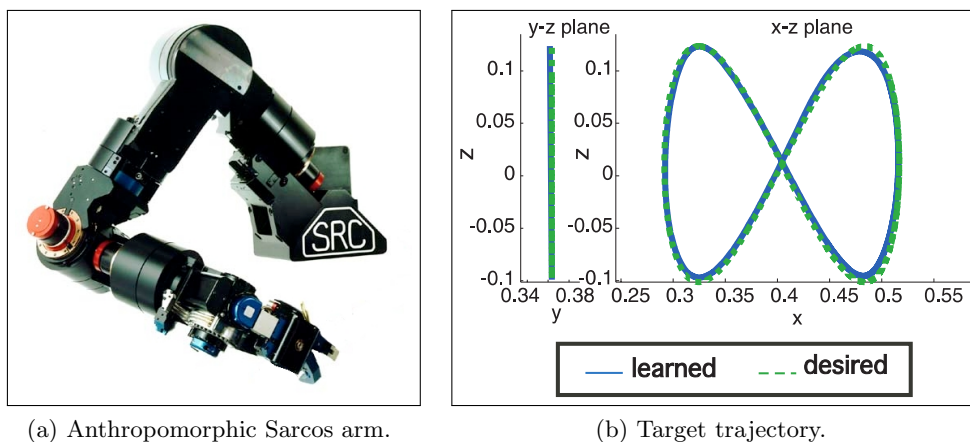 SRC
(a) Anthropomorphic Sarcos arm.
y-z plane
x-z plane
0.1
0.05
z
0
-0.05
-0.1
0.34
0.38
y
0.1
0.05
z
0
-0.05
-0.1
0.25
0.3
0.35
0.4
0.45
0.5
0.55
x
learned
desired
(b) Target trajectory.